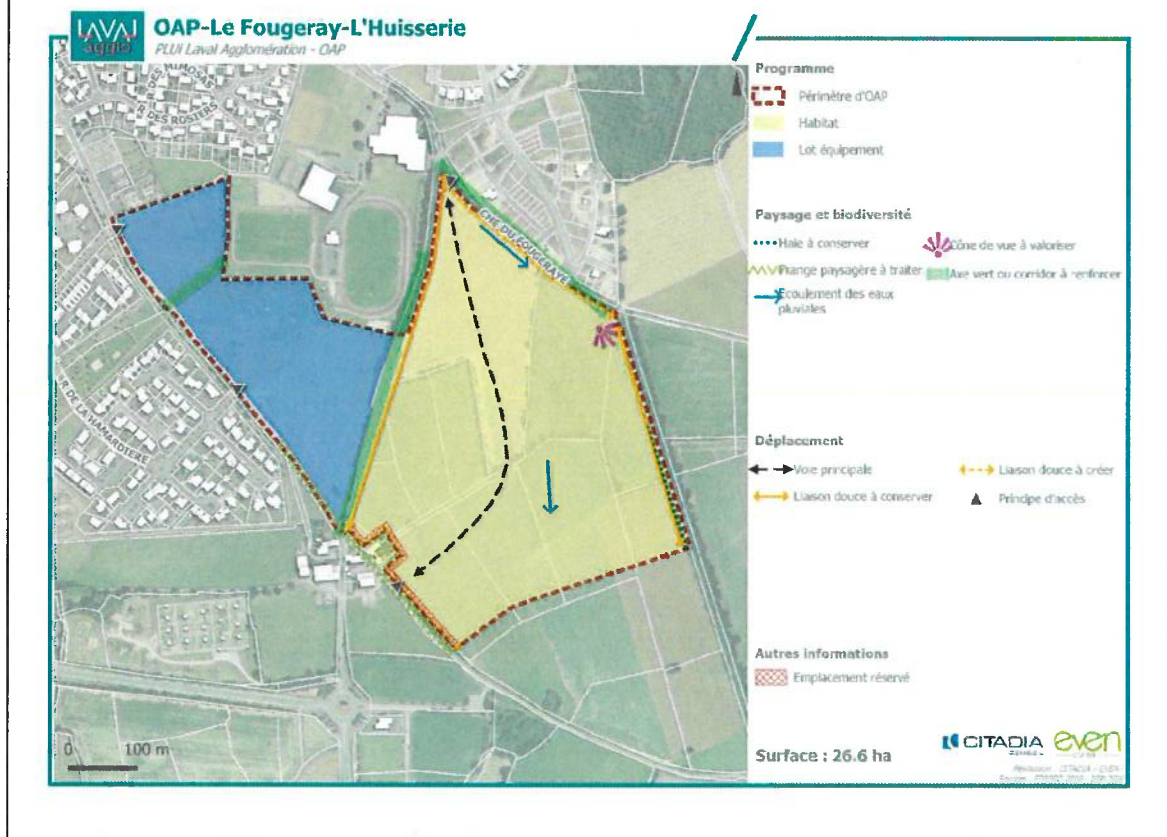 LAVAL
agglo
OAP-Le Fougeray-L'Huisserie
PLUI Laval Agglomération - OAP
DES MIMOSAS
R DES ROSIERS
CHE DU FOUGERAYE
R DE LA HAMARDIERE
0 100 m
Programme
Périmètre d'OAP
Habitat
Lot équipement
Paysage et biodiversité
Haie à conserver
Cône de vue à valoriser
Frange paysagère à traiter
Axe vert ou corridor à renforcer
Ecoulement des eaux
pluviales
Déplacement
Voie principale
Liaison douce à créer
Liaison douce à conserver
Principe d'accès
Autres informations
Emplacement réservé
Surface : 26.6 ha
CITADIA
even